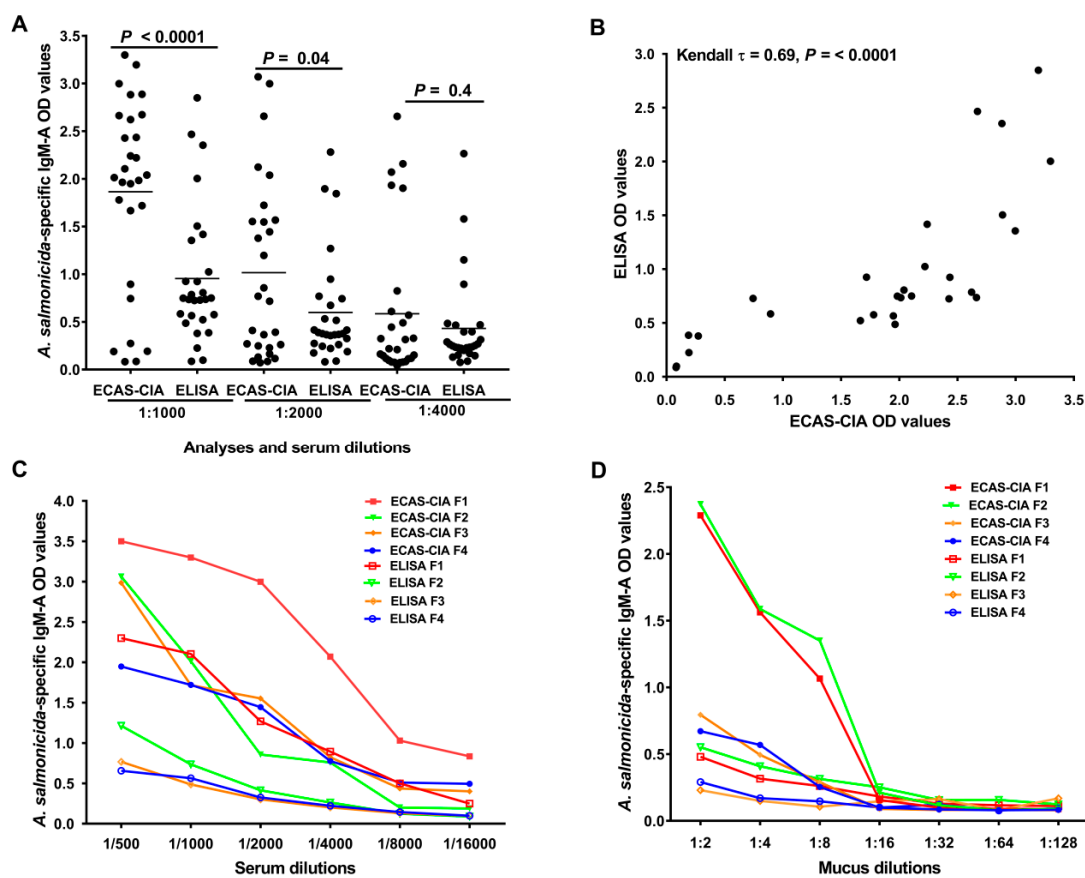 A
P < 0.0001
P = 0.04
P = 0.4
A. salmonicida-specific IgM-A OD values
3.5
3.0
2.5
2.0
1.5
1.0
0.5
0.0
ECAS-CIA ELISA ECAS-CIA ELISA ECAS-CIA ELISA
1:1000 1:2000 1:4000
Analyses and serum dilutions
B
Kendall τ = 0.69, P = < 0.0001
ELISA OD values
3.0
2.5
2.0
1.5
1.0
0.5
0.0
0.0 0.5 1.0 1.5 2.0 2.5 3.0 3.5
ECAS-CIA OD values
C
A. salmonicida-specific IgM-A OD values
4.0
3.5
3.0
2.5
2.0
1.5
1.0
0.5
0.0
ECAS-CIA F1
ECAS-CIA F2
ECAS-CIA F3
ECAS-CIA F4
ELISA F1
ELISA F2
ELISA F3
ELISA F4
1/500 1/1000 1/2000 1/4000 1/8000 1/16000
Serum dilutions
D
A. salmonicida-specific IgM-A OD values
2.5
2.0
1.5
1.0
0.5
0.0
ECAS-CIA F1
ECAS-CIA F2
ECAS-CIA F3
ECAS-CIA F4
ELISA F1
ELISA F2
ELISA F3
ELISA F4
1:2 1:4 1:8 1:16 1:32 1:64 1:128
Mucus dilutions